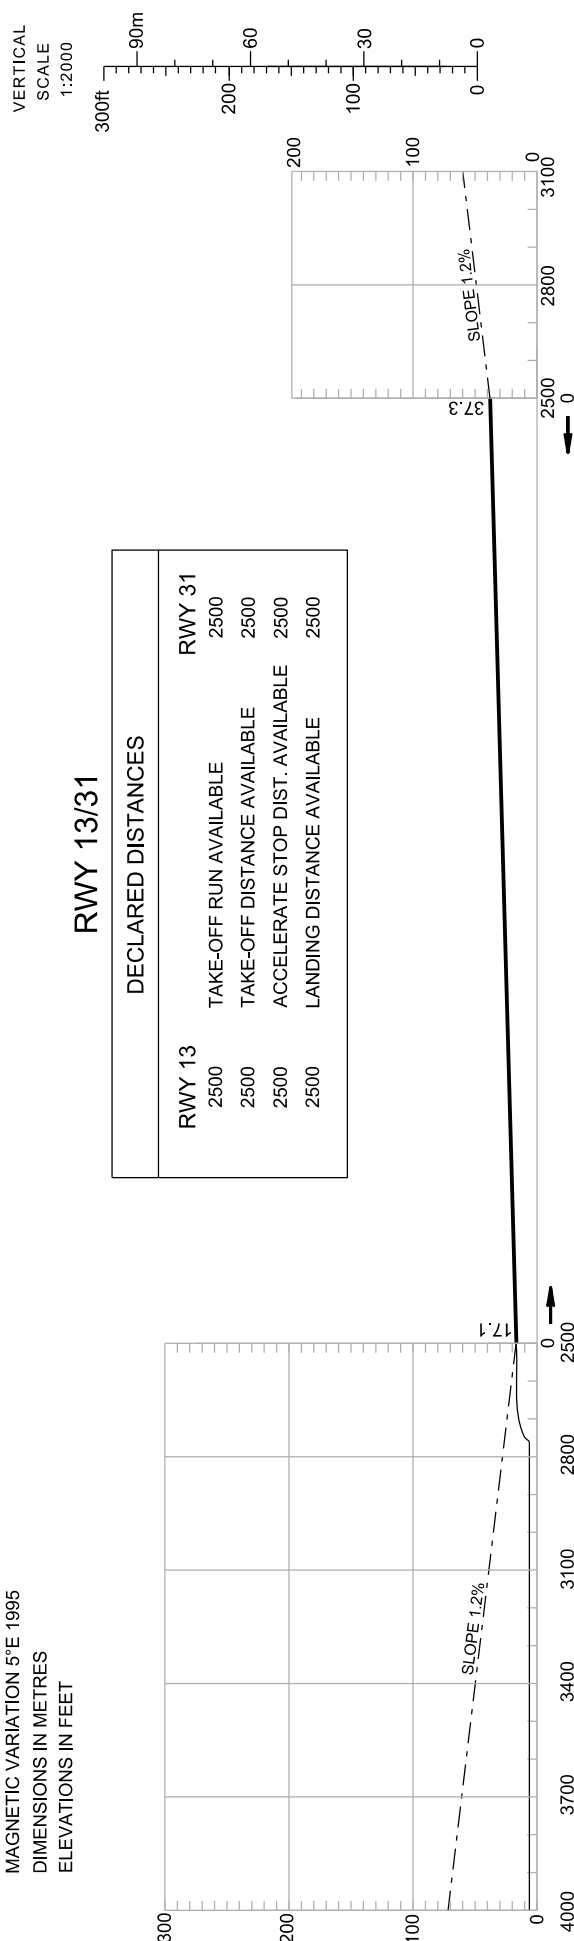 MAGNETIC VARIATION 5°E 1995
DIMENSIONS IN METRES
ELEVATIONS IN FEET
RWY 13/31
DECLARED DISTANCES
RWY 13 RWY 31
2500 TAKE-OFF RUN AVAILABLE 2500
2500 TAKE-OFF DISTANCE AVAILABLE 2500
2500 ACCELERATE STOP DIST. AVAILABLE 2500
2500 LANDING DISTANCE AVAILABLE 2500
VERTICAL
SCALE
1:2000
300ft 200 100 0
90m 60 30 0
300
200
100
0
SLOPE 1.2%
17.1
37.3
SLOPE 1.2%
200
100
0
0 2500 2800 3100
4000 3700 3400 3100 2800 2500 0